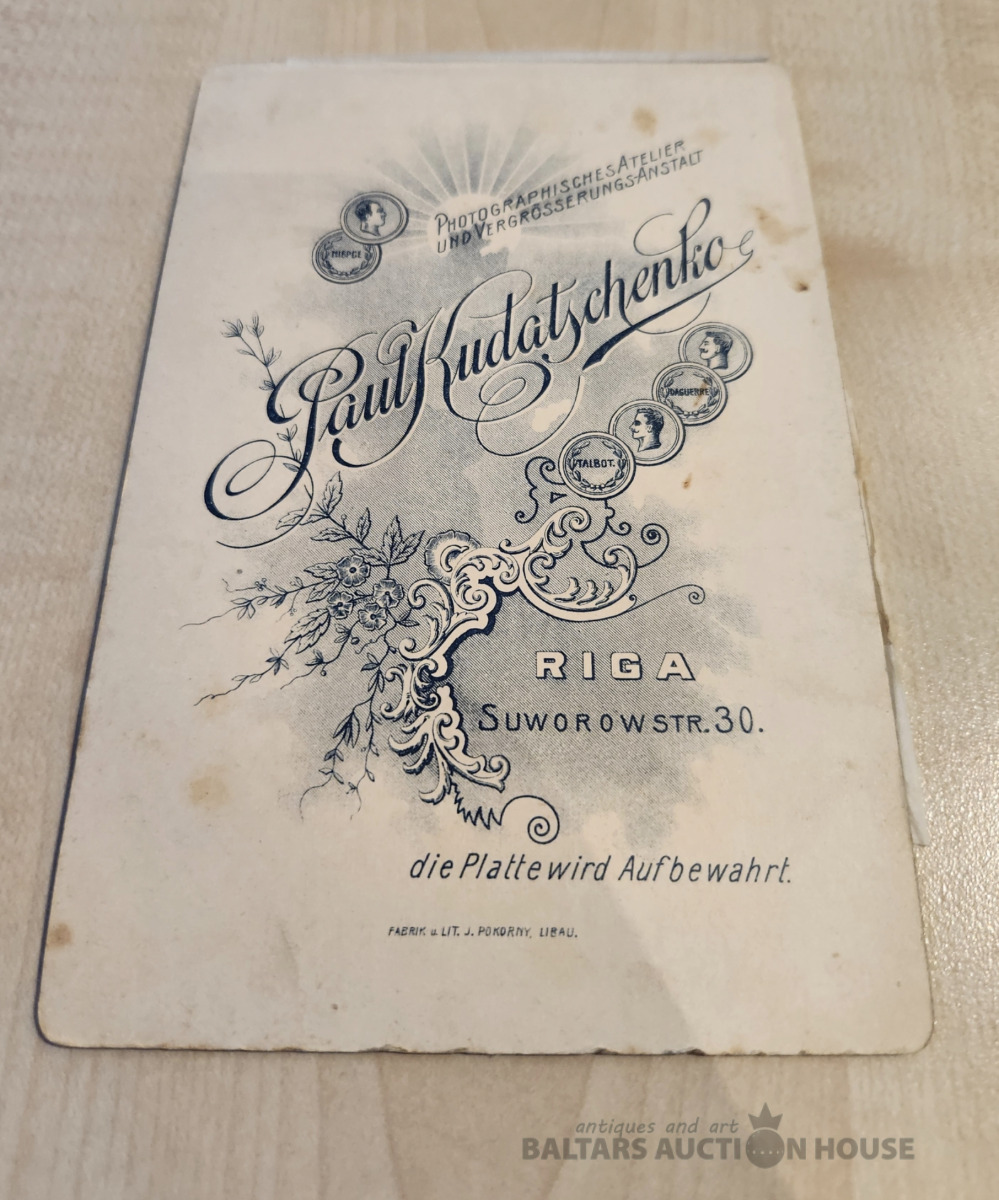 PHOTOGRAPHISCHES ATELIER
UND VERGRÖSSERUNGS-ANSTALT
NIEPCE
Paul Kudatschenko
DAGUERRE
TALBOT.
RIGA
SUWOROWSTR. 30.
die Platte wird Aufbewahrt.
FABRIK u. LIT. J. POKORNY, LIBAU.
antiques and art
BALTARS AUCTION HOUSE